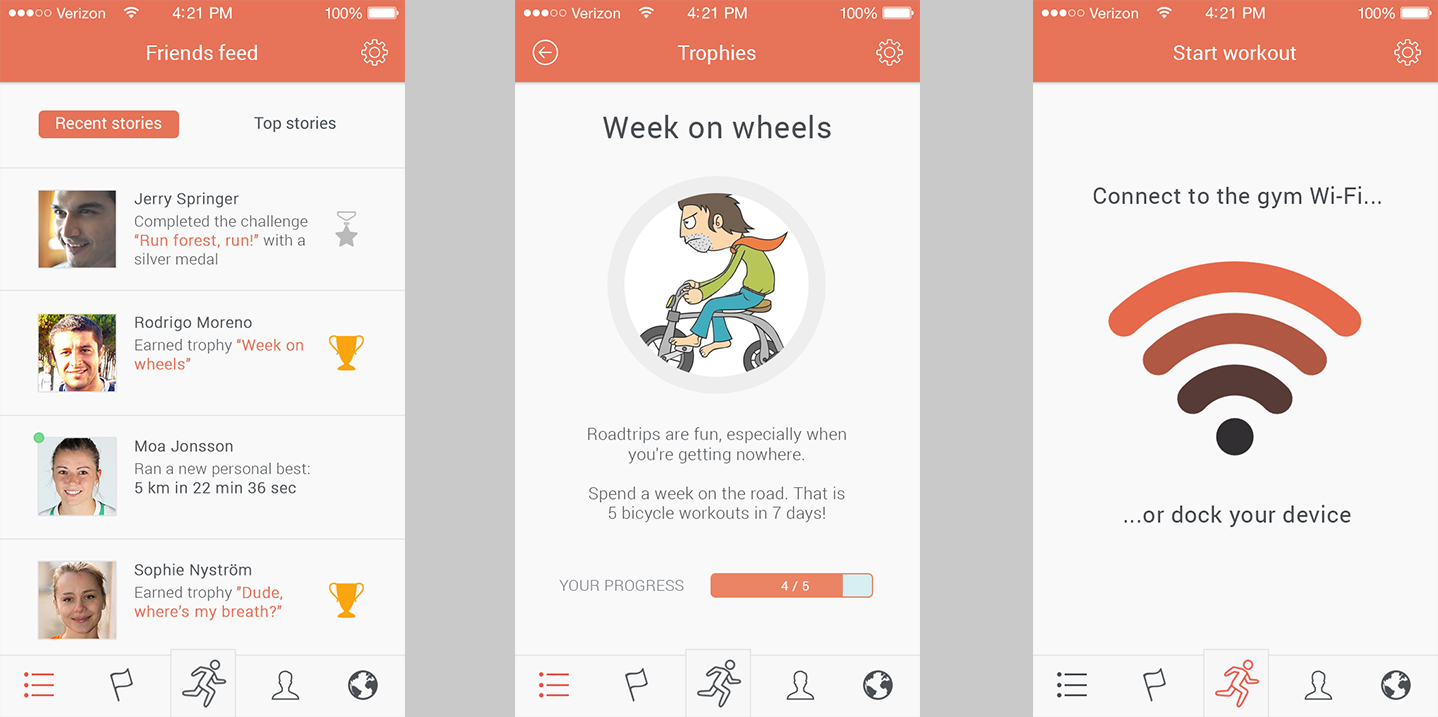 Verizon 4:21 PM 100%
Friends feed
Recent stories Top stories
Jerry Springer
Completed the challenge
“Run forest, run!” with a
silver medal
Rodrigo Moreno
Earned trophy “Week on
wheels”
Moa Jonsson
Ran a new personal best:
5 km in 22 min 36 sec
Sophie Nyström
Earned trophy ”Dude,
where’s my breath?”
Verizon 4:21 PM 100%
Trophies
Week on wheels
Roadtrips are fun, especially when
you’re getting nowhere.
Spend a week on the road. That is
5 bicycle workouts in 7 days!
YOUR PROGRESS 4 / 5
Verizon 4:21 PM 100%
Start workout
Connect to the gym Wi-Fi...
...or dock your device